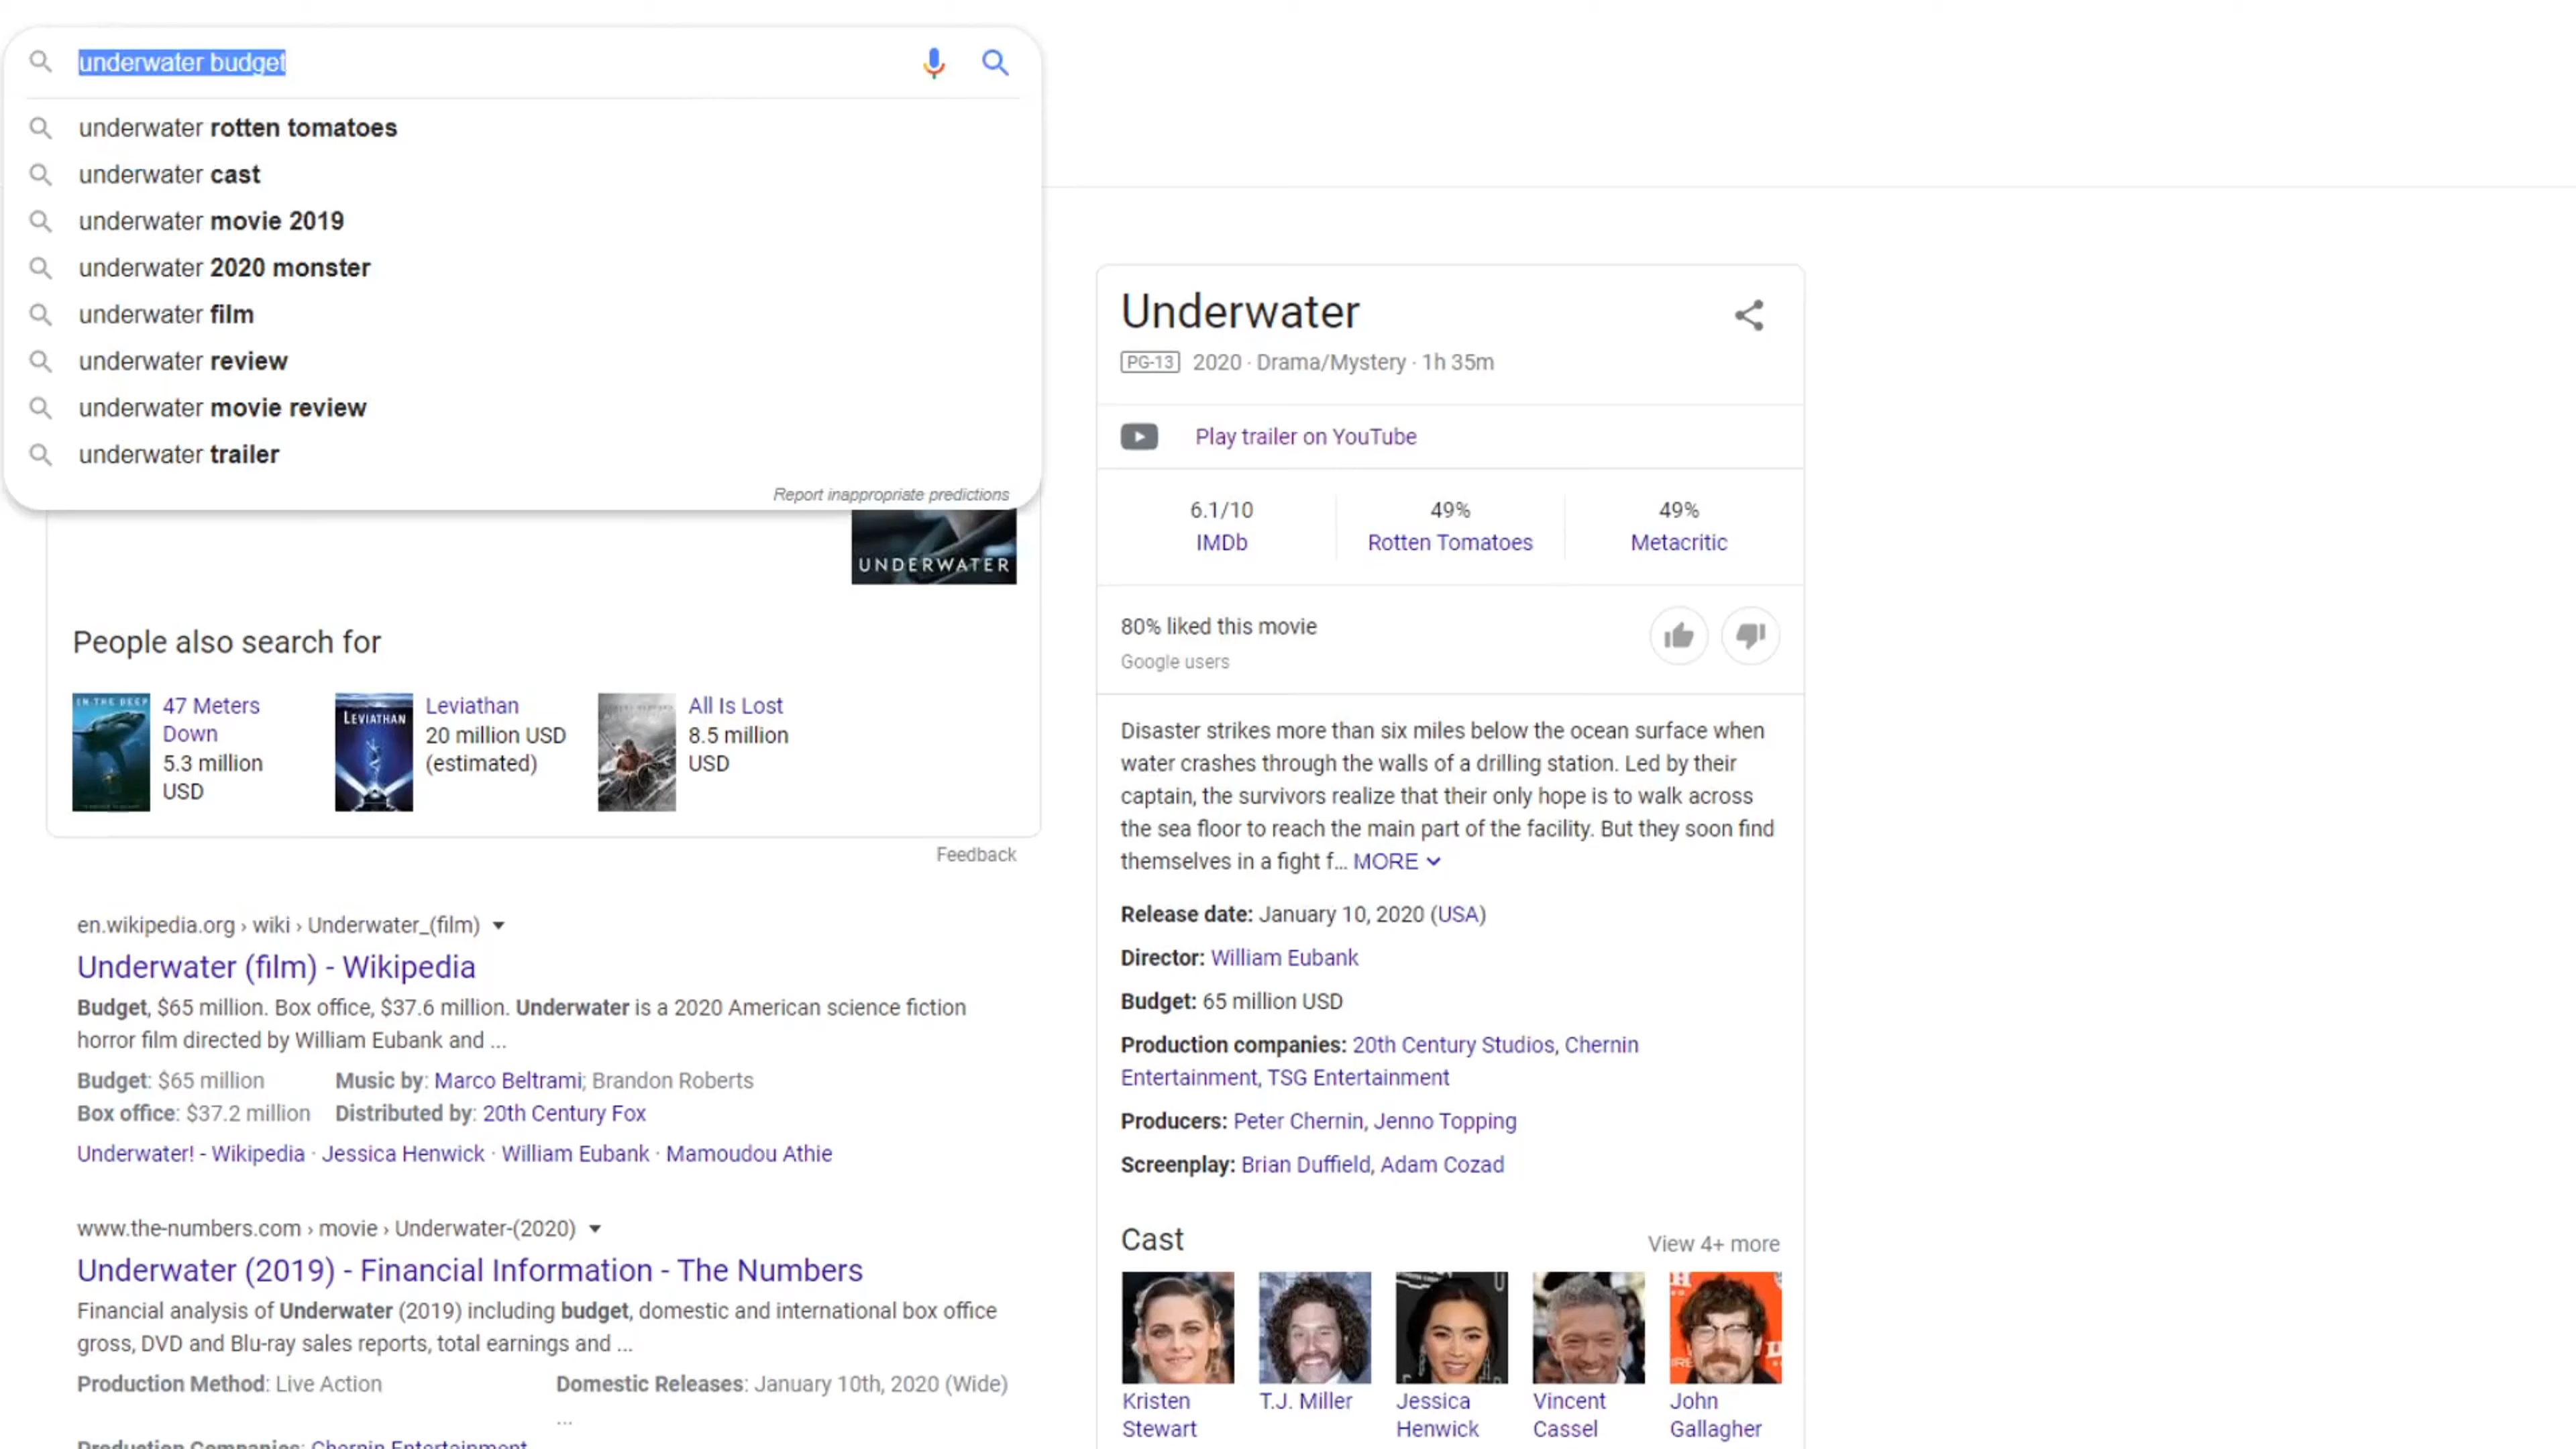 underwater budget
underwater rotten tomatoes
underwater cast
underwater movie 2019
underwater 2020 monster
underwater film
underwater review
underwater movie review
underwater trailer
Report inappropriate predictions
UNDERWATER
People also search for
IN THE DEEP
47 Meters
Down
5.3 million
USD
LEVIATHAN
Leviathan
20 million USD
(estimated)
All Is Lost
8.5 million
USD
Feedback
en.wikipedia.org › wiki › Underwater_(film)
Underwater (film) - Wikipedia
Budget, $65 million. Box office, $37.6 million. Underwater is a 2020 American science fiction
horror film directed by William Eubank and ...
Budget: $65 million Music by: Marco Beltrami; Brandon Roberts
Box office: $37.2 million Distributed by: 20th Century Fox
Underwater! - Wikipedia · Jessica Henwick · William Eubank · Mamoudou Athie
www.the-numbers.com › movie › Underwater-(2020)
Underwater (2019) - Financial Information - The Numbers
Financial analysis of Underwater (2019) including budget, domestic and international box office
gross, DVD and Blu-ray sales reports, total earnings and ...
Production Method: Live Action Domestic Releases: January 10th, 2020 (Wide)
...
Production Companies: Chernin Entertainment
Underwater
PG-13 2020 · Drama/Mystery · 1h 35m
Play trailer on YouTube
6.1/10 49% 49%
IMDb Rotten Tomatoes Metacritic
80% liked this movie
Google users
Disaster strikes more than six miles below the ocean surface when
water crashes through the walls of a drilling station. Led by their
captain, the survivors realize that their only hope is to walk across
the sea floor to reach the main part of the facility. But they soon find
themselves in a fight f... MORE
Release date: January 10, 2020 (USA)
Director: William Eubank
Budget: 65 million USD
Production companies: 20th Century Studios, Chernin
Entertainment, TSG Entertainment
Producers: Peter Chernin, Jenno Topping
Screenplay: Brian Duffield, Adam Cozad
Cast
View 4+ more
Kristen
Stewart
T.J. Miller
Jessica
Henwick
Vincent
Cassel
John
Gallagher